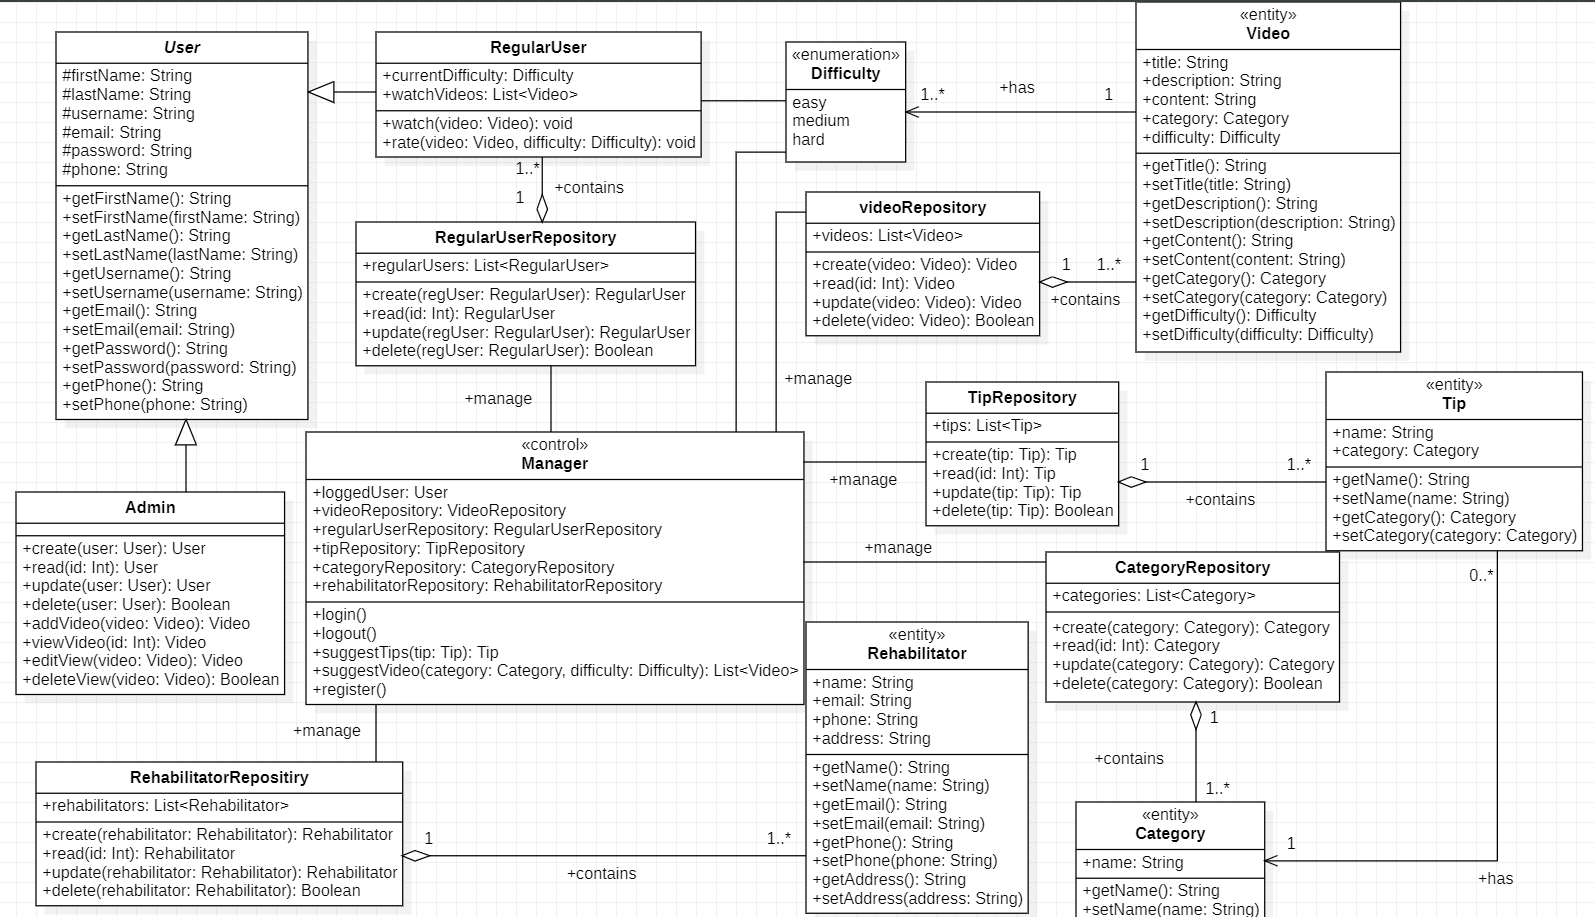 User
#firstName: String
#lastName: String
#username: String
#email: String
#password: String
#phone: String
+getFirstName(): String
+setFirstName(firstName: String)
+getLastName(): String
+setLastName(lastName: String)
+getUsername(): String
+setUsername(username: String)
+getEmail(): String
+setEmail(email: String)
+getPassword(): String
+setPassword(password: String)
+getPhone(): String
+setPhone(phone: String)
RegularUser
+currentDifficulty: Difficulty
+watchVideos: List<Video>
+watch(video: Video): void
+rate(video: Video, difficulty: Difficulty): void
1..*
1
+contains
RegularUserRepository
+regularUsers: List<RegularUser>
+create(regUser: RegularUser): RegularUser
+read(id: Int): RegularUser
+update(regUser: RegularUser): RegularUser
+delete(regUser: RegularUser): Boolean
+manage
«enumeration»
Difficulty
easy
medium
hard
1..*
+has
1
«entity»
Video
+title: String
+description: String
+content: String
+category: Category
+difficulty: Difficulty
+getTitle(): String
+setTitle(title: String)
+getDescription(): String
+setDescription(description: String)
+getContent(): String
+setContent(content: String)
+getCategory(): Category
+setCategory(category: Category)
+getDifficulty(): Difficulty
+setDifficulty(difficulty: Difficulty)
videoRepository
+videos: List<Video>
+create(video: Video): Video
+read(id: Int): Video
+update(video: Video): Video
+delete(video: Video): Boolean
1
1..*
+contains
+manage
TipRepository
+tips: List<Tip>
+create(tip: Tip): Tip
+read(id: Int): Tip
+update(tip: Tip): Tip
+delete(tip: Tip): Boolean
+manage
1
1..*
+contains
«entity»
Tip
+name: String
+category: Category
+getName(): String
+setName(name: String)
+getCategory(): Category
+setCategory(category: Category)
0..*
«control»
Manager
+loggedUser: User
+videoRepository: VideoRepository
+regularUserRepository: RegularUserRepository
+tipRepository: TipRepository
+categoryRepository: CategoryRepository
+rehabilitatorRepository: RehabilitatorRepository
+login()
+logout()
+suggestTips(tip: Tip): Tip
+suggestVideo(category: Category, difficulty: Difficulty): List<Video>
+register()
Admin
+create(user: User): User
+read(id: Int): User
+update(user: User): User
+delete(user: User): Boolean
+addVideo(video: Video): Video
+viewVideo(id: Int): Video
+editView(video: Video): Video
+deleteView(video: Video): Boolean
+manage
CategoryRepository
+categories: List<Category>
+create(category: Category): Category
+read(id: Int): Category
+update(category: Category): Category
+delete(category: Category): Boolean
1
+contains
1..*
«entity»
Rehabilitator
+name: String
+email: String
+phone: String
+address: String
+getName(): String
+setName(name: String)
+getEmail(): String
+setEmail(email: String)
+getPhone(): String
+setPhone(phone: String)
+getAddress(): String
+setAddress(address: String)
+manage
RehabilitatorRepositiry
+rehabilitators: List<Rehabilitator>
+create(rehabilitator: Rehabilitator): Rehabilitator
+read(id: Int): Rehabilitator
+update(rehabilitator: Rehabilitator): Rehabilitator
+delete(rehabilitator: Rehabilitator): Boolean
1
1..*
+contains
«entity»
Category
+name: String
+getName(): String
+setName(name: String)
1
+has